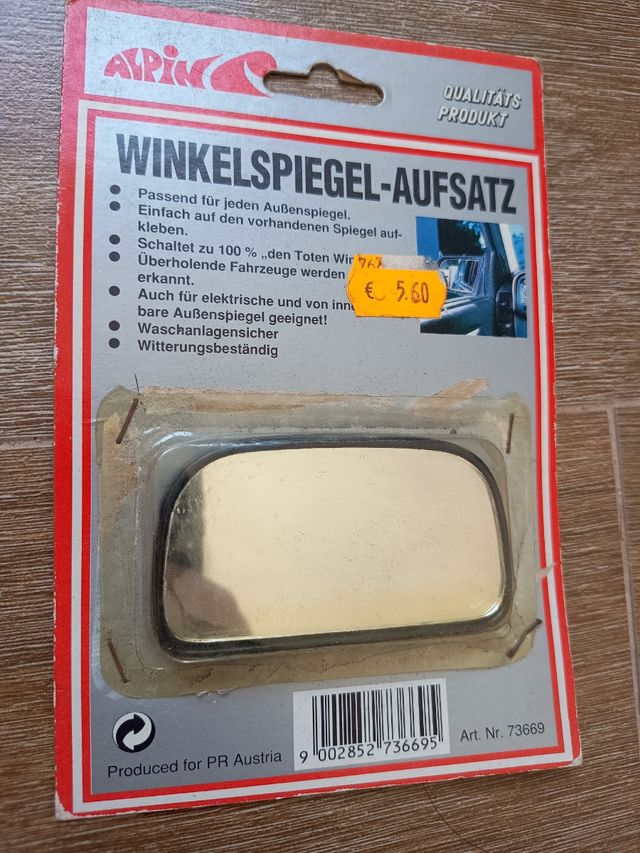 ALPIN
QUALITÄTS
PRODUKT
WINKELSPIEGEL-AUFSATZ
Passend für jeden Außenspiegel.
Einfach auf den vorhandenen Spiegel auf-
kleben.
Schaltet zu 100 % „den Toten
Überholende Fahrzeuge werden
erkannt.
Auch für elektrische und von
bare Außenspiegel geeignet!
Waschanlagensicher
Witterungsbeständig
€ 5.60
9 002852 736695
Art. Nr. 73669
Produced for PR Austria